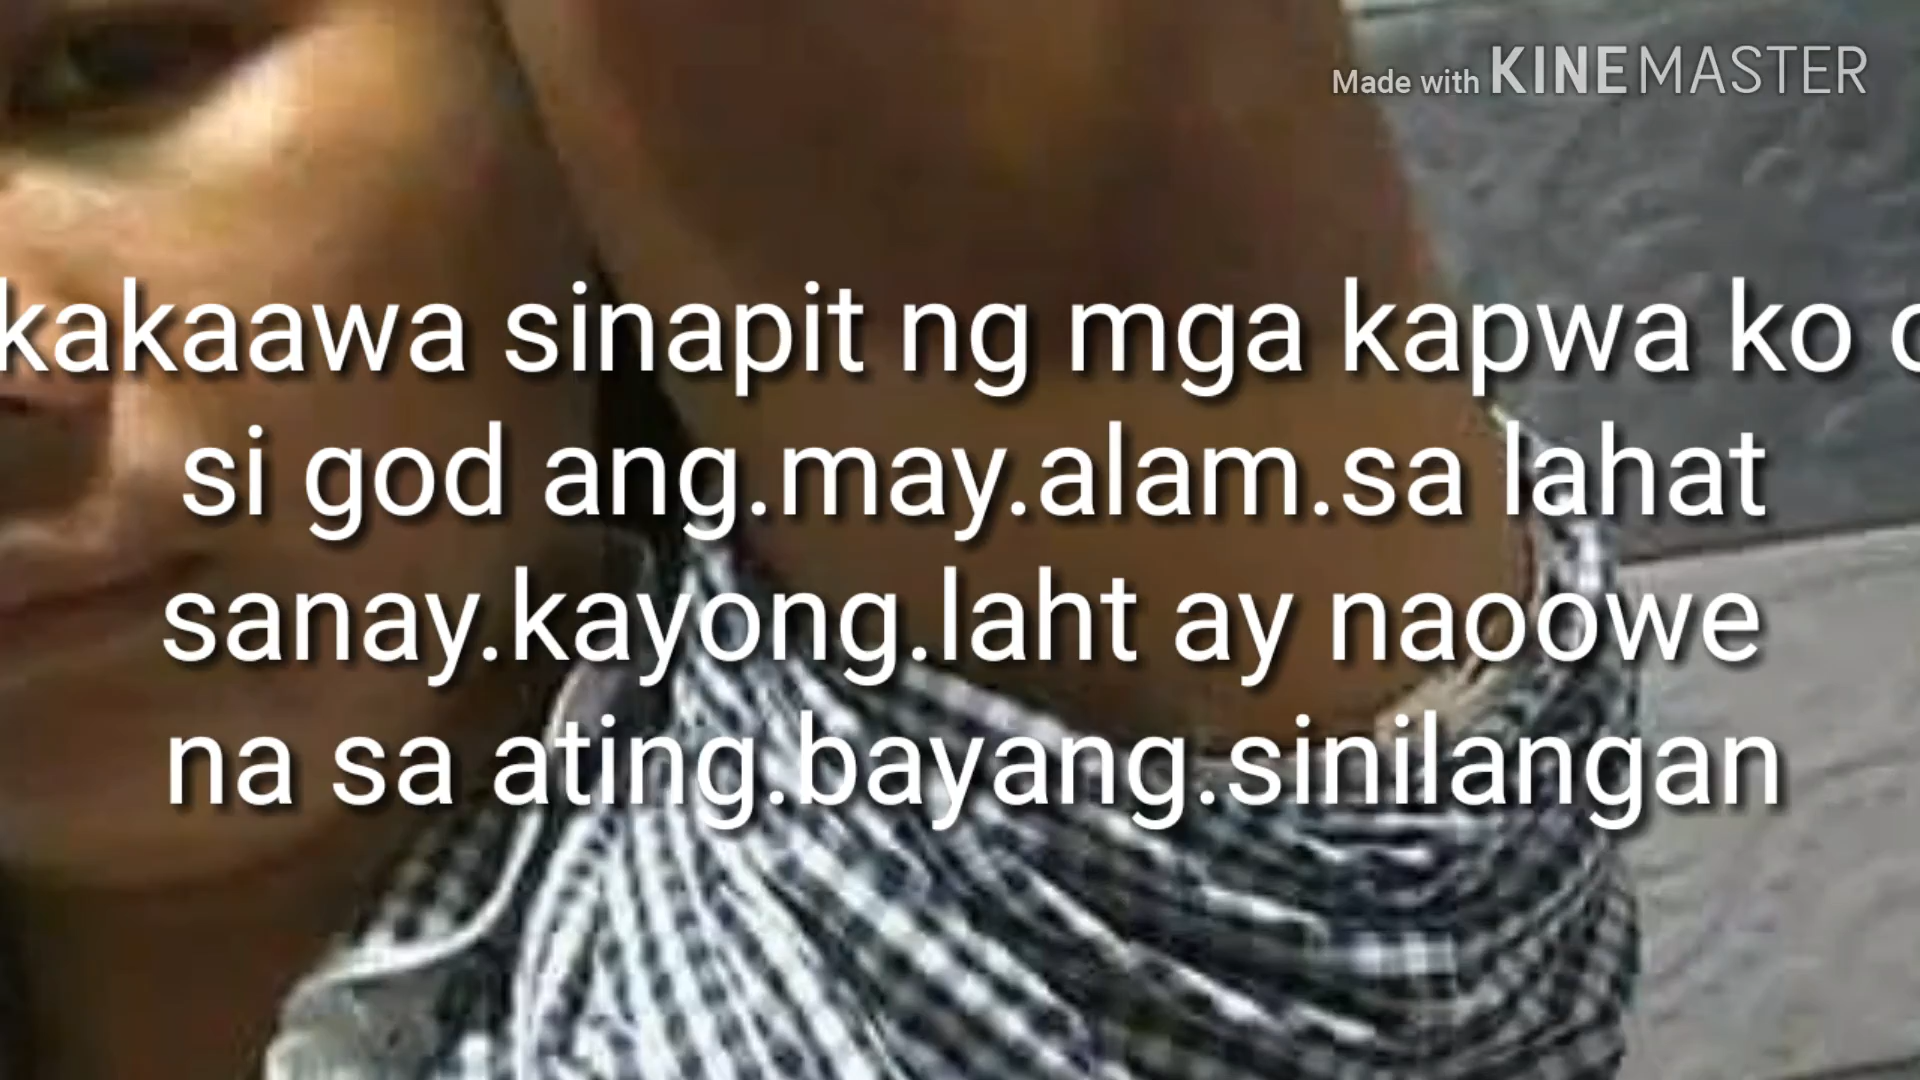 Made with KINEMASTER
kakaawa sinapit ng mga kapwa ko
si god ang.may.alam.sa lahat
sanay.kayong.laht ay naoowe
na sa ating.bayang.sinilangan